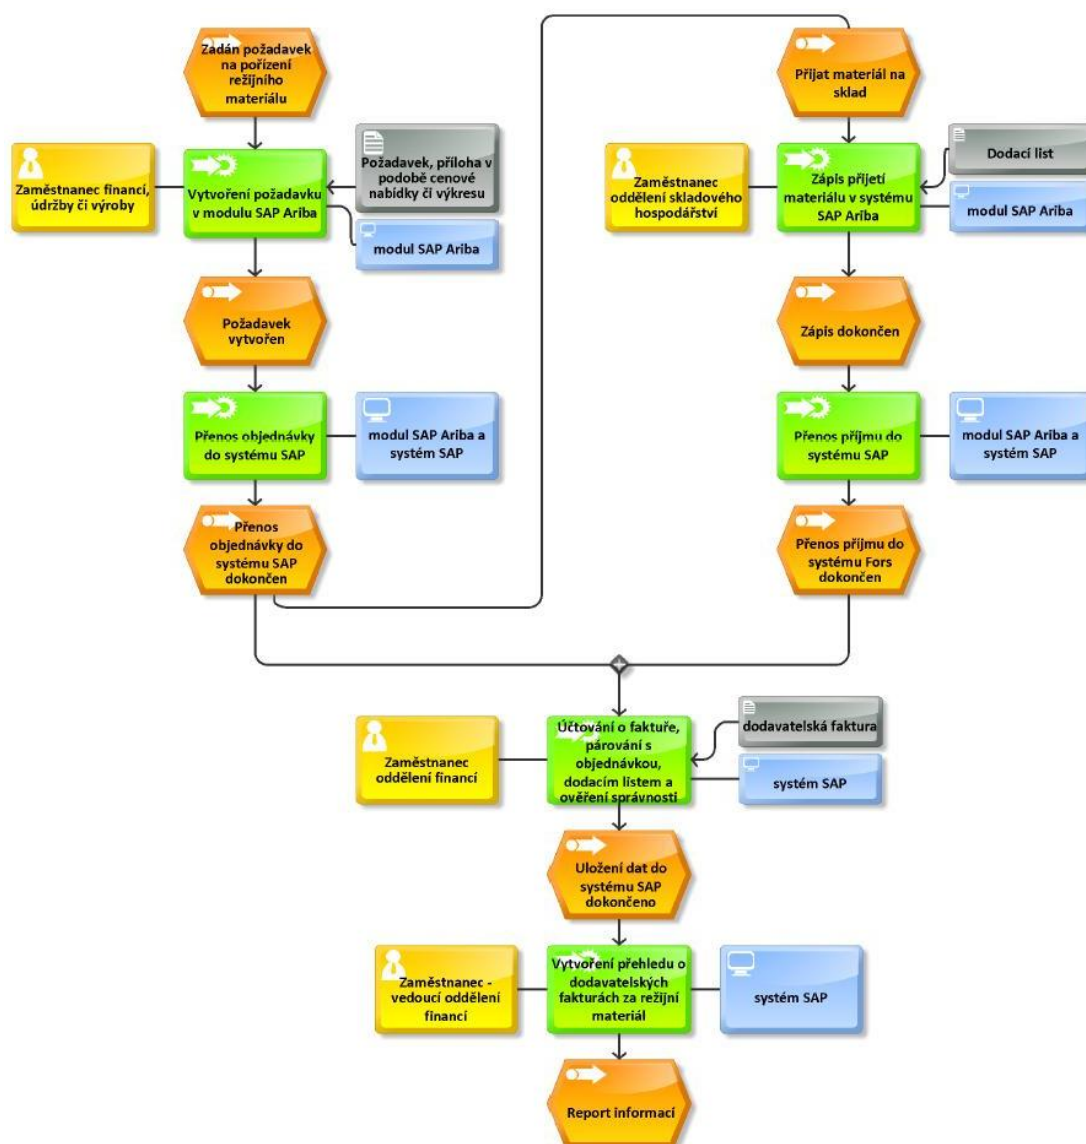 Zadán požadavek
na pořízení
režijního
materiálu
Zaměstnanec financí,
údržby či výroby
Vytvoření požadavku
v modulu SAP Ariba
Požadavek, příloha v
podobě cenové
nabídky či výkresu
modul SAP Ariba
Požadavek
vytvořen
Přenos objednávky
do systému SAP
modul SAP Ariba a
systém SAP
Přenos
objednávky do
systému SAP
dokončen
Přijat materiál na
sklad
Zaměstnanec
oddělení skladového
hospodářství
Zápis přijetí
materiálu v systému
SAP Ariba
Dodací list
modul SAP Ariba
Zápis dokončen
Přenos příjmu do
systému SAP
modul SAP Ariba a
systém SAP
Přenos příjmu do
systému Fors
dokončen
Zaměstnanec
oddělení financí
Účtování o faktuře,
párování s
objednávkou,
dodacím listem a
ověření správnosti
dodavatelská faktura
systém SAP
Uložení dat do
systému SAP
dokončeno
Zaměstnanec -
vedoucí oddělení
financí
Vytvoření přehledu o
dodavatelských
fakturách za režijní
materiál
systém SAP
Report informací